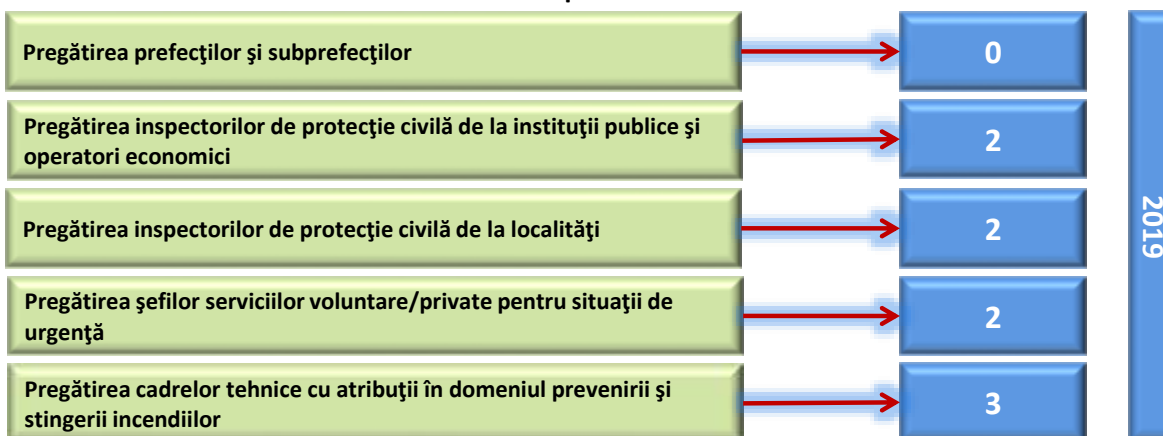 Pregătirea prefecţilor şi subprefecţilor
0
Pregătirea inspectorilor de protecţie civilă de la instituţii publice şi
operatori economici
2
Pregătirea inspectorilor de protecţie civilă de la localităţi
2
Pregătirea şefilor serviciilor voluntare/private pentru situaţii de
urgenţă
2
Pregătirea cadrelor tehnice cu atribuţii în domeniul prevenirii şi
stingerii incendiilor
3
2019